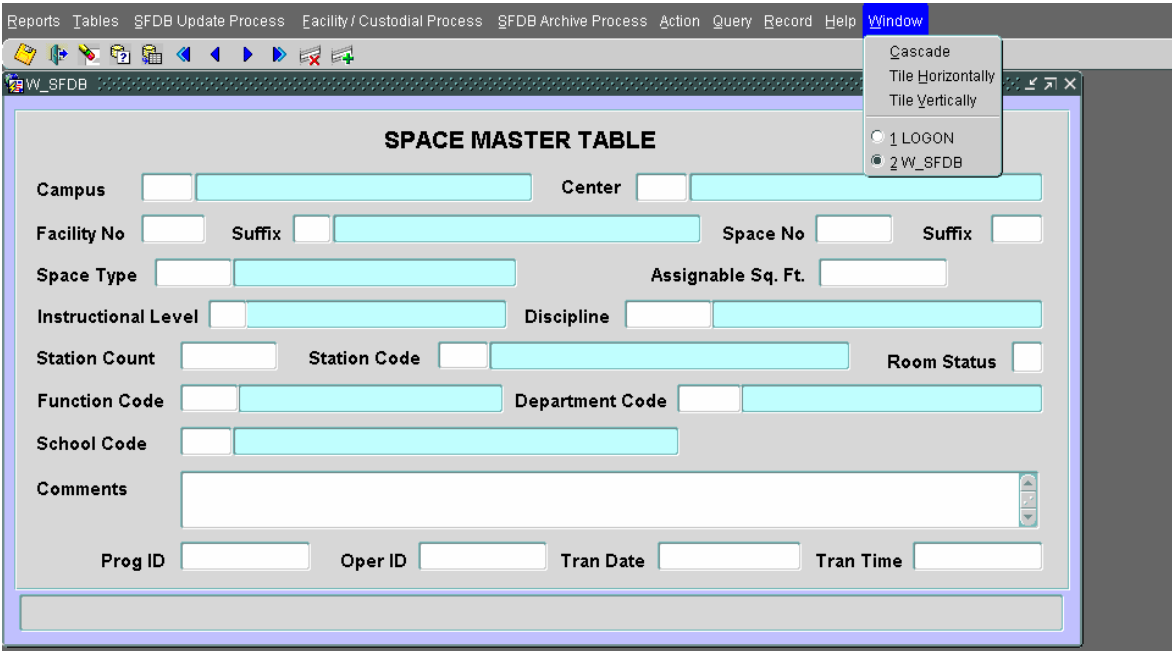 Reports Tables SFDB Update Process Facility / Custodial Process SFDB Archive Process Action Query Record Help Window
Cascade
Tile Horizontally
Tile Vertically
1 LOGON
2 W_SFDB
W_SFDB
SPACE MASTER TABLE
Campus Center
Facility No Suffix Space No Suffix
Space Type Assignable Sq. Ft.
Instructional Level Discipline
Station Count Station Code Room Status
Function Code Department Code
School Code
Comments
Prog ID Oper ID Tran Date Tran Time